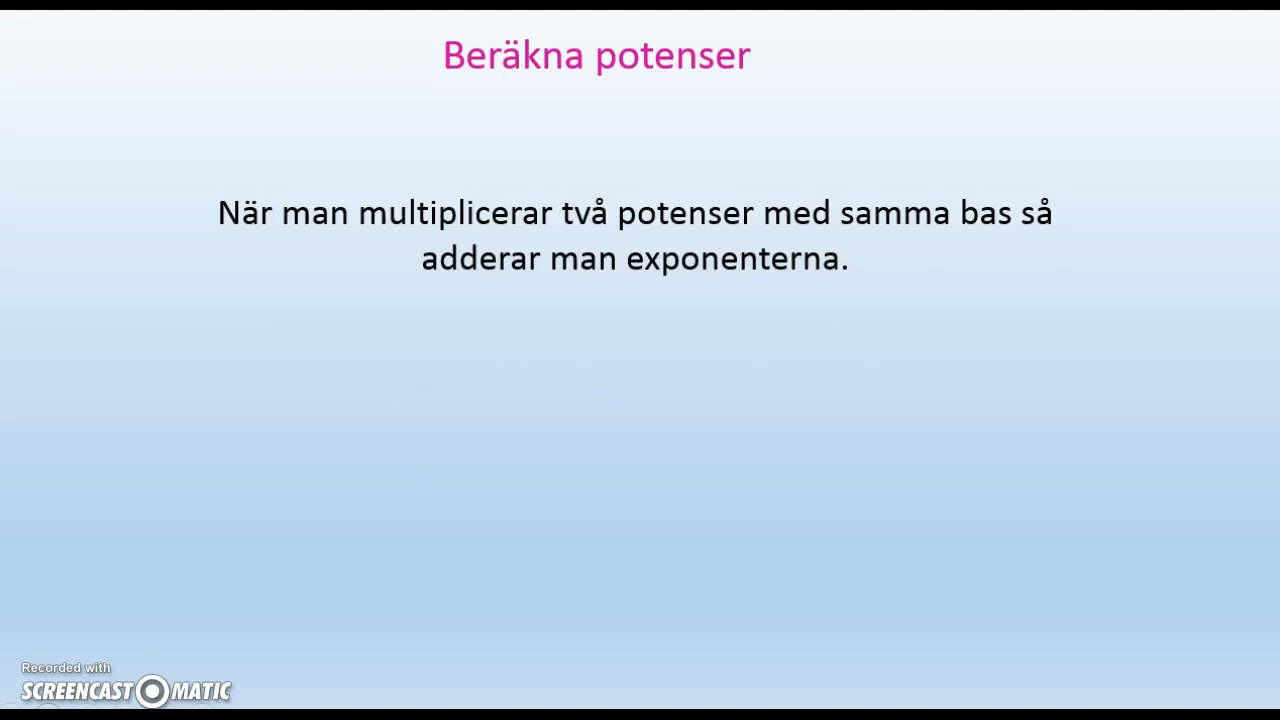 Beräkna potenser
När man multiplicerar två potenser med samma bas så
adderar man exponenterna.
Recorded with
SCREENCAST MATIC